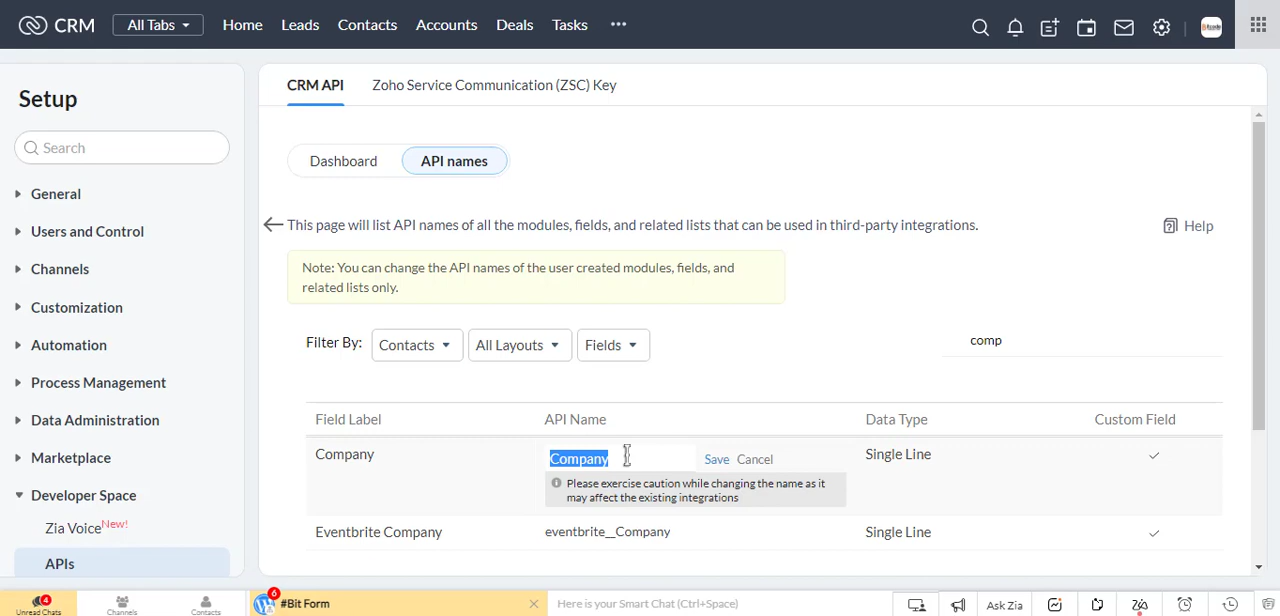 CRM
All Tabs
Home
Leads
Contacts
Accounts
Deals
Tasks
Setup
Search
General
Users and Control
Channels
Customization
Automation
Process Management
Data Administration
Marketplace
Developer Space
Zia Voice New!
APIs
CRM API
Zoho Service Communication (ZSC) Key
Dashboard
API names
This page will list API names of all the modules, fields, and related lists that can be used in third-party integrations.
Help
Note: You can change the API names of the user created modules, fields, and
related lists only.
Filter By:
Contacts
All Layouts
Fields
comp
Field Label API Name Data Type Custom Field
Company Company Save Cancel Single Line
Please exercise caution while changing the name as it
may affect the existing integrations
Eventbrite Company eventbrite__Company Single Line
4
Unread Chats
Channels
Contacts
6
#Bit Form
Here is your Smart Chat (Ctrl+Space)
Ask Zia